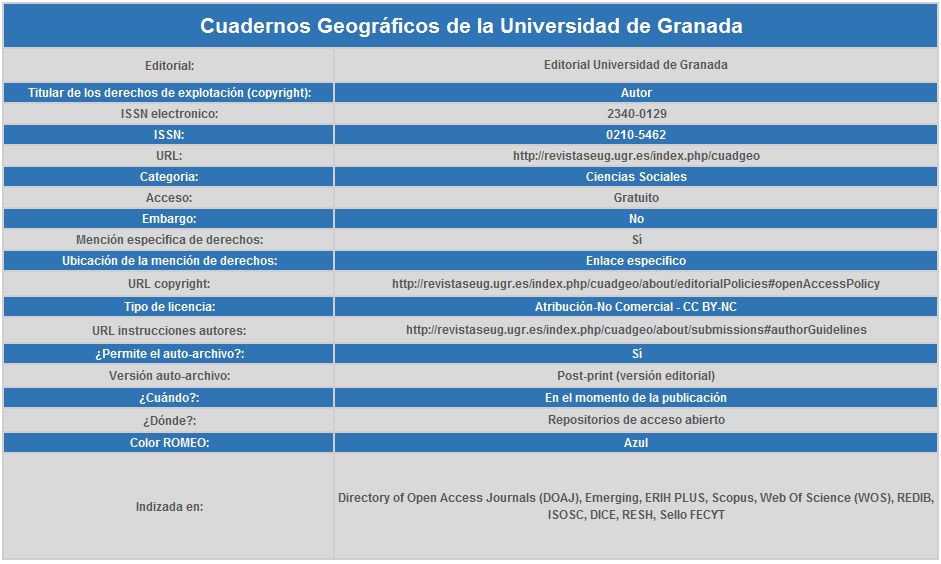 Cuadernos Geográficos de la Universidad de Granada
Editorial: Editorial Universidad de Granada
Titular de los derechos de explotación (copyright): Autor
ISSN electronico: 2340-0129
ISSN: 0210-5462
URL: http://revistaseug.ugr.es/index.php/cuadgeo
Categoria: Ciencias Sociales
Acceso: Gratuito
Embargo: No
Mención específica de derechos: Sí
Ubicación de la mención de derechos: Enlace especifico
URL copyright: http://revistaseug.ugr.es/index.php/cuadgeo/about/editorialPolicies#openAccessPolicy
Tipo de licencia: Atribución-No Comercial - CC BY-NC
URL instrucciones autores: http://revistaseug.ugr.es/index.php/cuadgeo/about/submissions#authorGuidelines
¿Permite el auto-archivo?: Sí
Versión auto-archivo: Post-print (versión editorial)
¿Cuándo?: En el momento de la publicación
¿Dónde?: Repositorios de acceso abierto
Color ROMEO: Azul
Indizada en: Directory of Open Access Journals (DOAJ), Emerging, ERIH PLUS, Scopus, Web Of Science (WOS), REDIB,
ISOSC, DICE, RESH, Sello FECYT